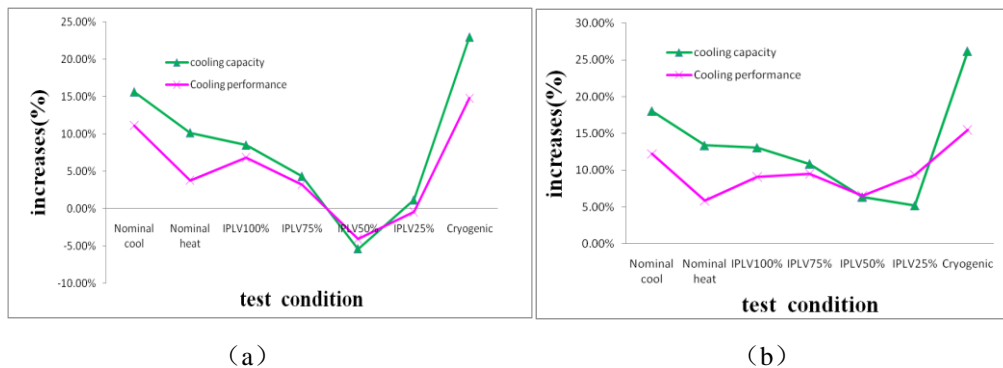 25.00%
20.00%
15.00%
10.00%
5.00%
0.00%
-5.00%
-10.00%
increases(%)
cooling capacity
Cooling performance
Nominal cool
Nominal heat
IPLV100%
IPLV75%
IPLV50%
IPLV25%
Cryogenic
test condition
(a)
30.00%
25.00%
20.00%
15.00%
10.00%
5.00%
0.00%
increases(%)
cooling capacity
Cooling performance
Nominal cool
Nominal heat
IPLV100%
IPLV75%
IPLV50%
IPLV25%
Cryogenic
test condition
(b)